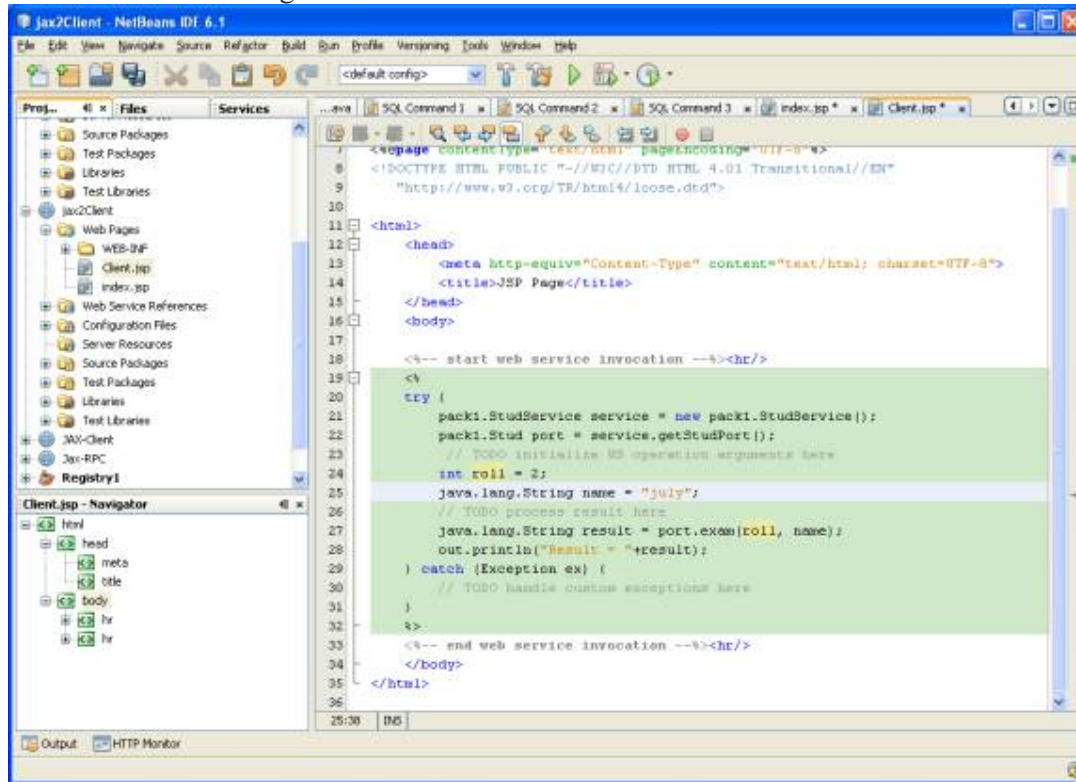 jax2Client - NetBeans IDE 6.1
File Edit View Navigate Source Refactor Build Run Profile Versioning Tools Window Help
<default config>
Proj... Files Services
...ava SQL Command 1 SQL Command 2 SQL Command 3 index.jsp * Client.jsp *
Source Packages
Test Packages
Libraries
Test Libraries
jax2Client
Web Pages
WEB-INF
Client.jsp
index.jsp
Web Service References
Configuration Files
Server Resources
Source Packages
Test Packages
Libraries
Test Libraries
JAX-Client
Jax-RPC
Registry1
Client.jsp - Navigator
html
head
meta
title
body
hr
hr
7 <%@page contentType="text/html" pageEncoding="UTF-8"%>
8 <!DOCTYPE HTML PUBLIC "-//W3C//DTD HTML 4.01 Transitional//EN"
9 "http://www.w3.org/TR/html4/loose.dtd">
10
11 <html>
12 <head>
13 <meta http-equiv="Content-Type" content="text/html; charset=UTF-8">
14 <title>JSP Page</title>
15 </head>
16 <body>
17
18 <%-- start web service invocation --%><hr/>
19 <%
20 try {
21 pack1.StudService service = new pack1.StudService();
22 pack1.Stud port = service.getStudPort();
23 // TODO initialize WS operation arguments here
24 int roll = 2;
25 java.lang.String name = "july";
26 // TODO process result here
27 java.lang.String result = port.exam(roll, name);
28 out.println("Result = "+result);
29 } catch (Exception ex) {
30 // TODO handle custom exceptions here
31 }
32 %>
33 <%-- end web service invocation --%><hr/>
34 </body>
35 </html>
36
25:38 INS
Output HTTP Monitor